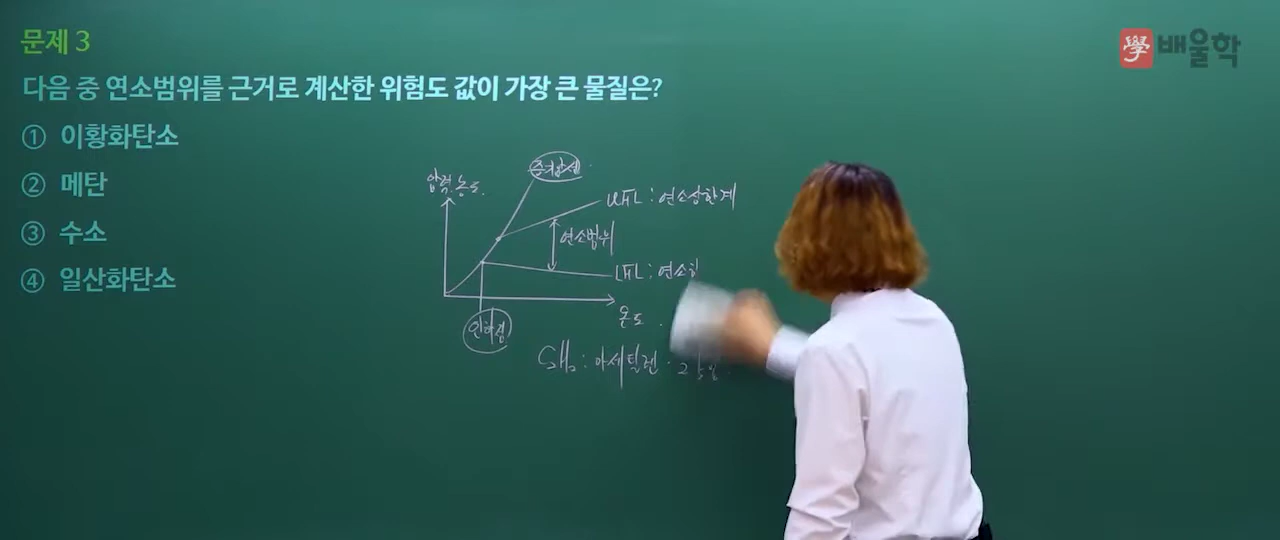 문제 3
學 배울학
다음 중 연소범위를 근거로 계산한 위험도 값이 가장 큰 물질은?
① 이황화탄소
② 메탄
③ 수소
④ 일산화탄소
압력, 농도
UFL : 연소상한계
연소범위
LFL : 연소하
온도
인화점
C2H2 : 아세틸렌